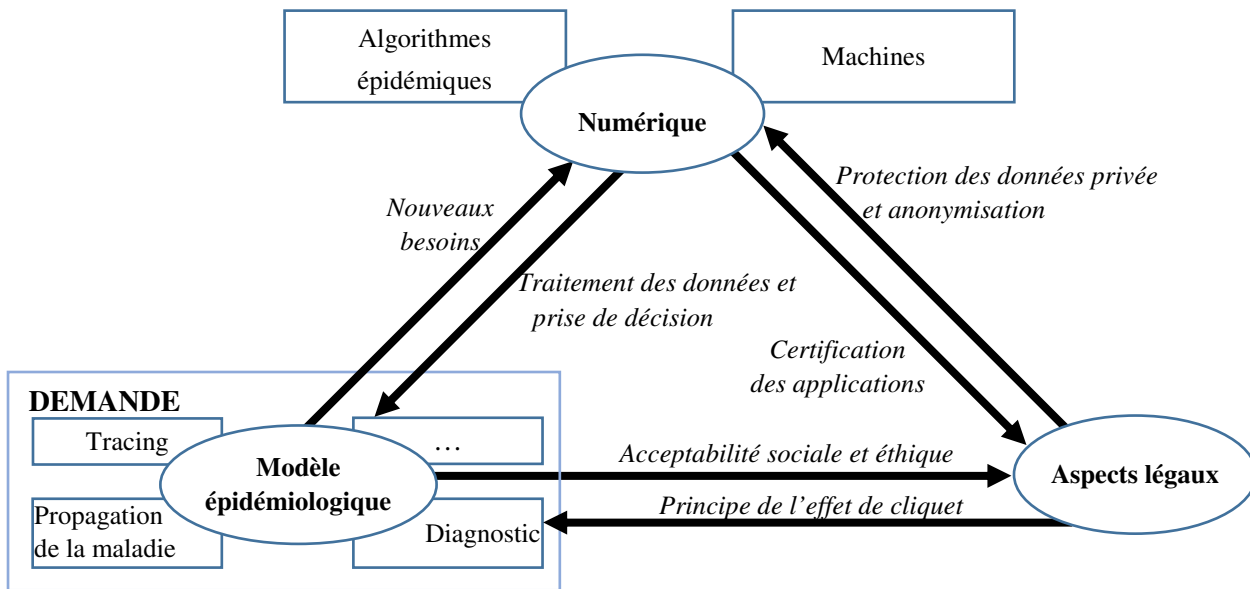 Algorithmes
épidémiques
Machines
Numérique
Protection des données privée
et anonymisation
Nouveaux
besoins
Traitement des données et
prise de décision
Certification
des applications
DEMANDE
Tracing
…
Modèle
épidémiologique
Acceptabilité sociale et éthique
Aspects légaux
Principe de l'effet de cliquet
Propagation
de la maladie
Diagnostic